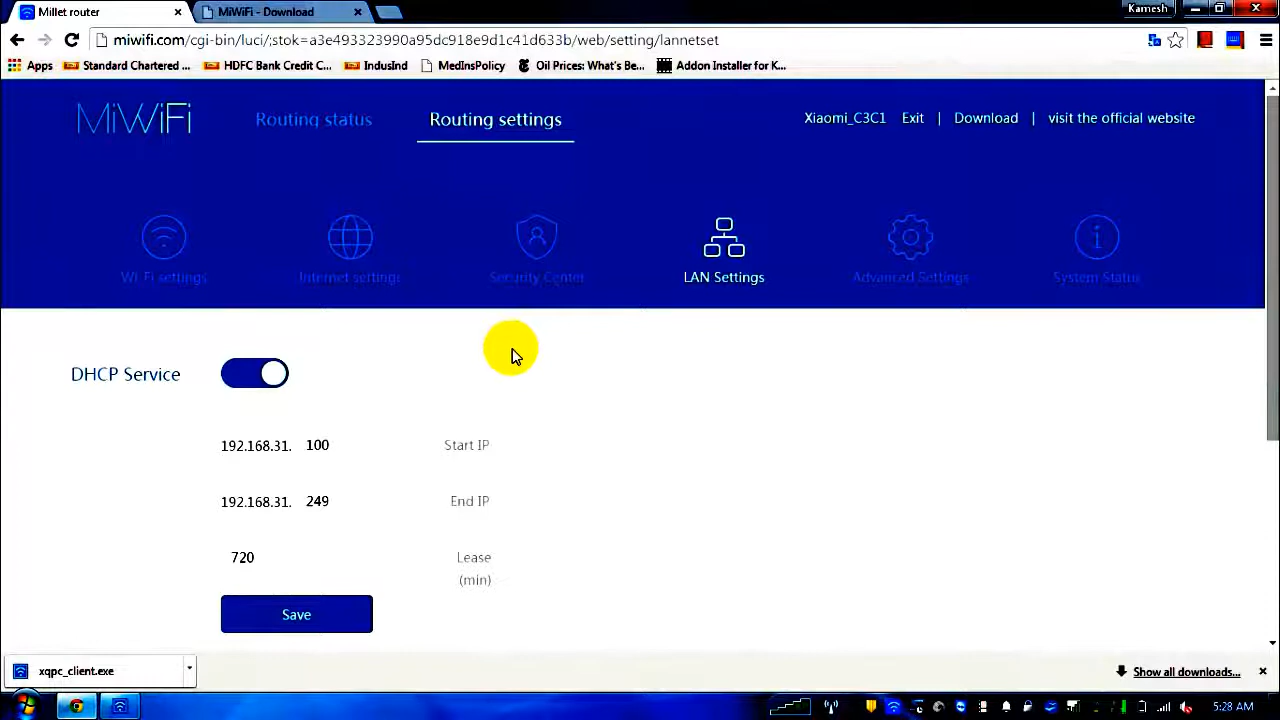 Millet router
MiWiFi - Download
Kamesh
miwifi.com/cgi-bin/luci/;stok=a3e493323990a95dc918e9d1c41d633b/web/setting/lannetset
Apps
Standard Chartered ...
HDFC Bank Credit C...
IndusInd
MedInsPolicy
Oil Prices: What's Be...
Addon Installer for K...
MiWiFi
Routing status
Routing settings
Xiaomi_C3C1 Exit | Download | visit the official website
Wi-Fi settings
Internet settings
Security Center
LAN Settings
Advanced Settings
System Status
DHCP Service
192.168.31. 100 Start IP
192.168.31. 249 End IP
720 Lease
(min)
Save
xqpc_client.exe
Show all downloads...
5:28 AM